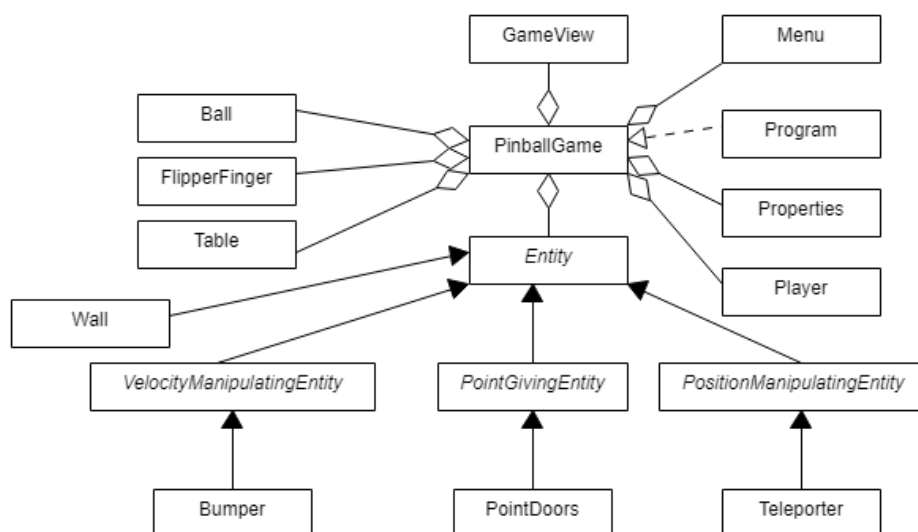 GameView
Menu
Ball
PinballGame
Program
FlipperFinger
Properties
Table
Entity
Player
Wall
VelocityManipulatingEntity
PointGivingEntity
PositionManipulatingEntity
Bumper
PointDoors
Teleporter